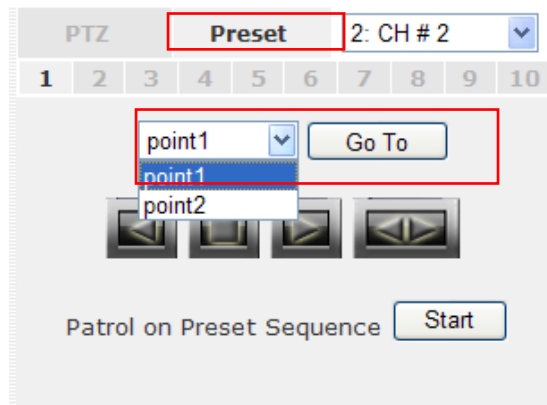 PTZ Preset 2: CH # 2
1 2 3 4 5 6 7 8 9 10
point1 Go To
point1
point2
Patrol on Preset Sequence Start